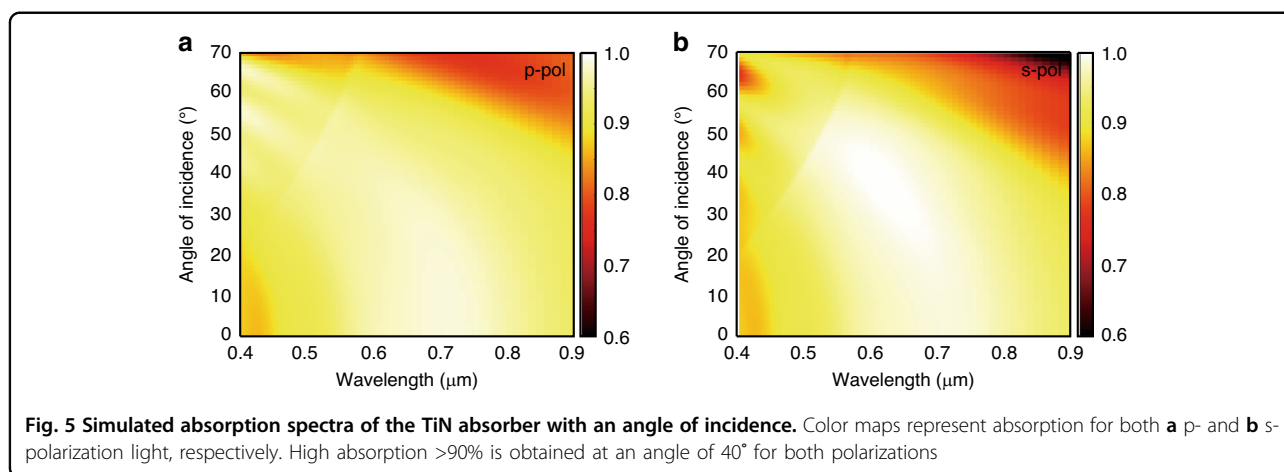 a
b
70
60
50
40
30
20
10
0
Angle of incidence (°)
0.4 0.5 0.6 0.7 0.8 0.9
Wavelength (μm)
p-pol
1.0
0.9
0.8
0.7
0.6
70
60
50
40
30
20
10
0
Angle of incidence (°)
0.4 0.5 0.6 0.7 0.8 0.9
Wavelength (μm)
s-pol
1.0
0.9
0.8
0.7
0.6
Fig. 5 Simulated absorption spectra of the TiN absorber with an angle of incidence. Color maps represent absorption for both a p- and b s-
polarization light, respectively. High absorption >90% is obtained at an angle of 40° for both polarizations